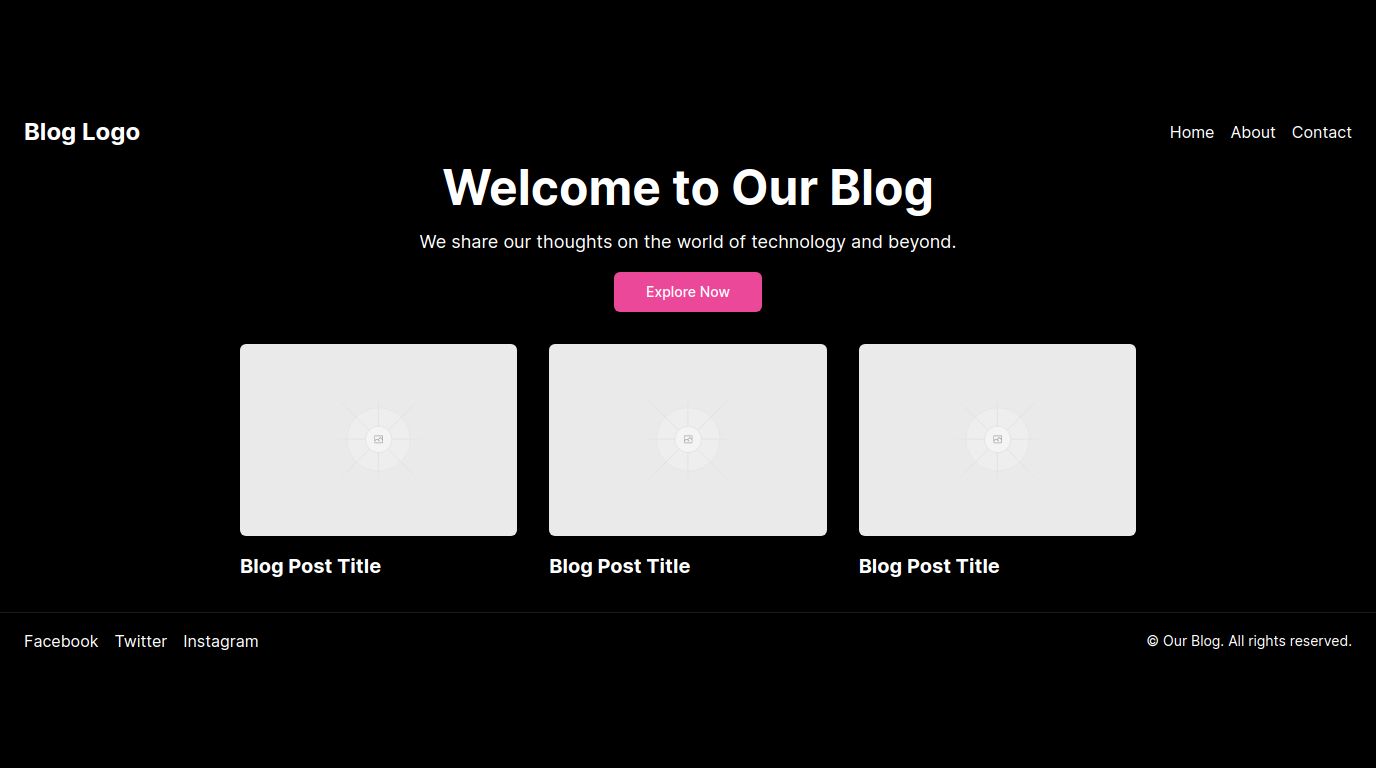 Blog Logo
Home About Contact
Welcome to Our Blog
We share our thoughts on the world of technology and beyond.
Explore Now
Blog Post Title
Blog Post Title
Blog Post Title
Facebook Twitter Instagram
© Our Blog. All rights reserved.